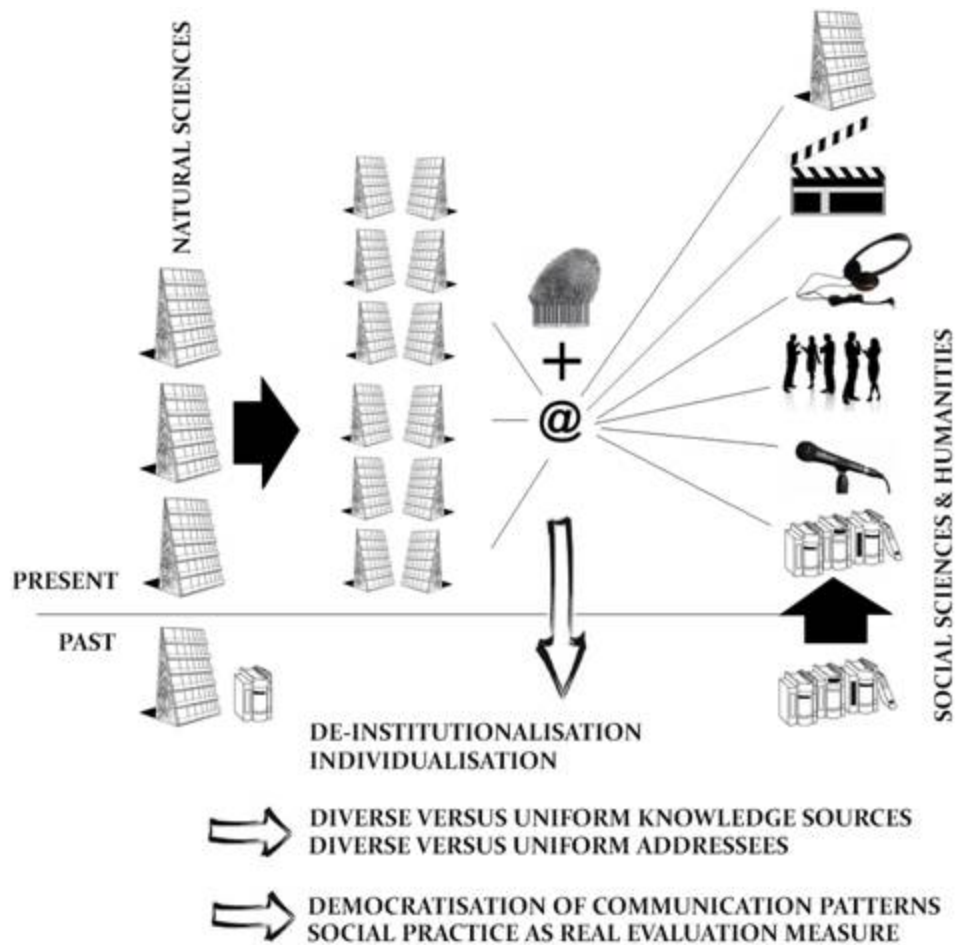 NATURAL SCIENCES
+
@
SOCIAL SCIENCES & HUMANITIES
PRESENT
PAST
DE-INSTITUTIONALISATION
INDIVIDUALISATION
DIVERSE VERSUS UNIFORM KNOWLEDGE SOURCES
DIVERSE VERSUS UNIFORM ADDRESSEES
DEMOCRATISATION OF COMMUNICATION PATTERNS
SOCIAL PRACTICE AS REAL EVALUATION MEASURE